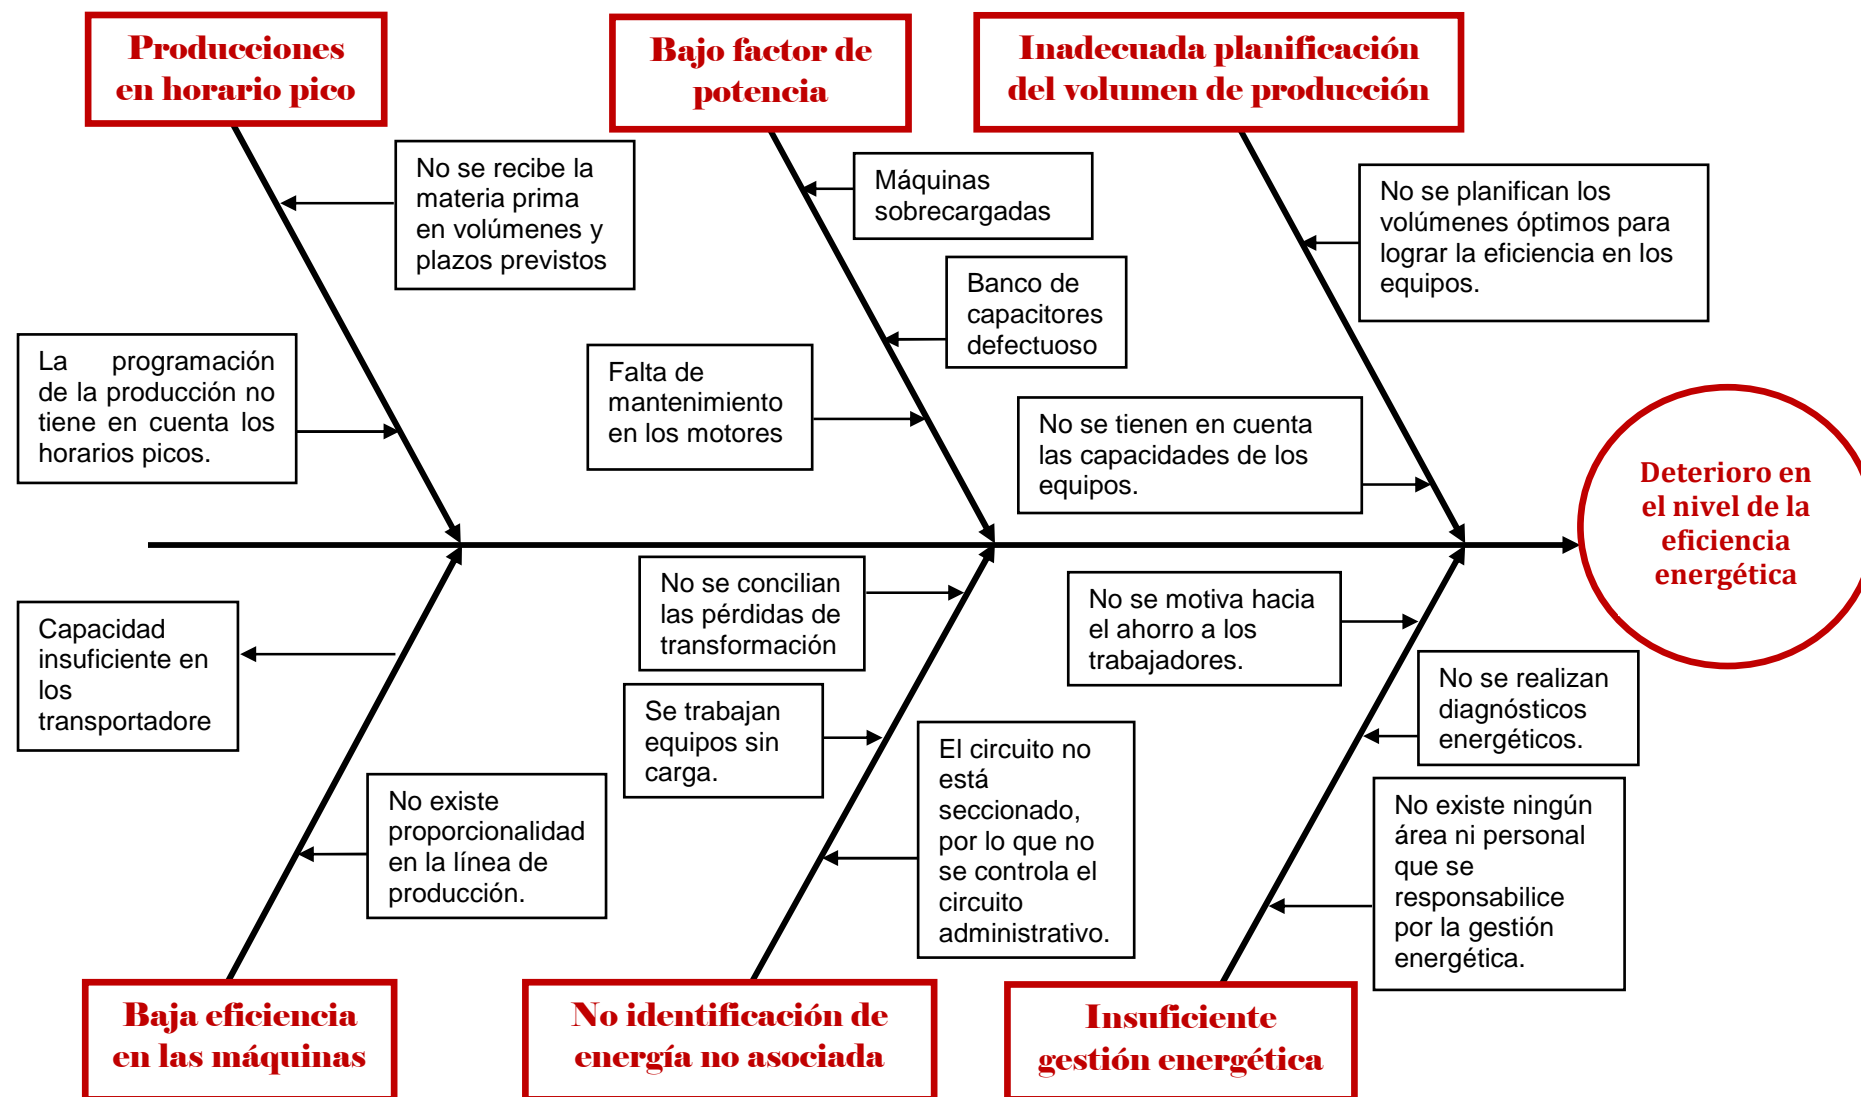 Producciones
en horario pico
Bajo factor de
potencia
Inadecuada planificación
del volumen de producción
No se recibe la
materia prima
en volúmenes y
plazos previstos
Máquinas
sobrecargadas
No se planifican los
volúmenes óptimos para
lograr la eficiencia en los
equipos.
Banco de
capacitores
defectuoso
La programación
de la producción no
tiene en cuenta los
horarios picos.
Falta de
mantenimiento
en los motores
No se tienen en cuenta
las capacidades de los
equipos.
Deterioro en
el nivel de la
eficiencia
energética
Capacidad
insuficiente en
los
transportadore
No se concilian
las pérdidas de
transformación
No se motiva hacia
el ahorro a los
trabajadores.
Se trabajan
equipos sin
carga.
No se realizan
diagnósticos
energéticos.
No existe
proporcionalidad
en la línea de
producción.
El circuito no
está
seccionado,
por lo que no
se controla el
circuito
administrativo.
No existe ningún
área ni personal
que se
responsabilice
por la gestión
energética.
Baja eficiencia
en las máquinas
No identificación de
energía no asociada
Insuficiente
gestión energética